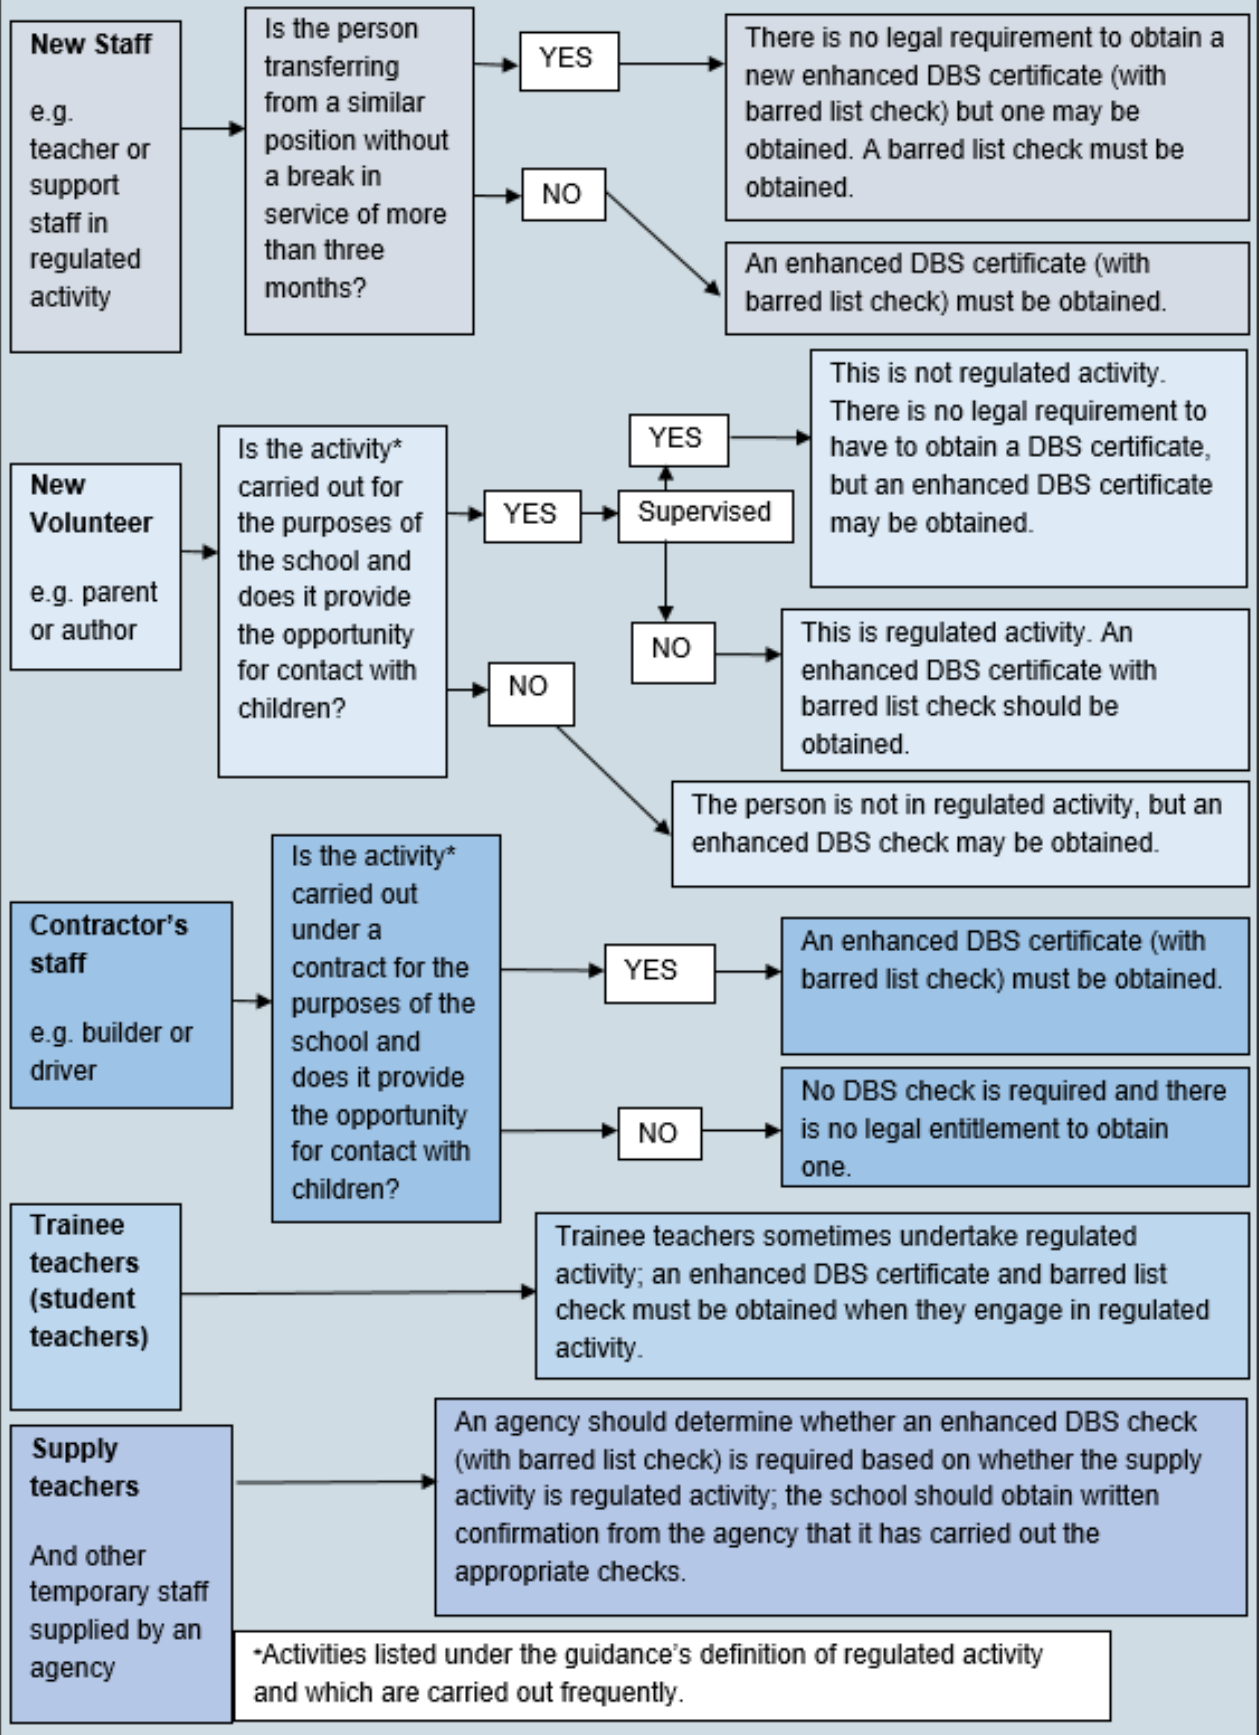 New Staff
e.g.
teacher or
support
staff in
regulated
activity
Is the person
transferring
from a similar
position without
a break in
service of more
than three
months?
YES
There is no legal requirement to obtain a
new enhanced DBS certificate (with
barred list check) but one may be
obtained. A barred list check must be
obtained.
NO
An enhanced DBS certificate (with
barred list check) must be obtained.
New
Volunteer
e.g. parent
or author
Is the activity*
carried out for
the purposes of
the school and
does it provide
the opportunity
for contact with
children?
YES
Supervised
YES
This is not regulated activity.
There is no legal requirement to
have to obtain a DBS certificate,
but an enhanced DBS certificate
may be obtained.
NO
This is regulated activity. An
enhanced DBS certificate with
barred list check should be
obtained.
NO
The person is not in regulated activity, but an
enhanced DBS check may be obtained.
Contractor's
staff
e.g. builder or
driver
Is the activity*
carried out
under a
contract for the
purposes of the
school and
does it provide
the opportunity
for contact with
children?
YES
An enhanced DBS certificate (with
barred list check) must be obtained.
NO
No DBS check is required and there
is no legal entitlement to obtain
one.
Trainee
teachers
(student
teachers)
Trainee teachers sometimes undertake regulated
activity; an enhanced DBS certificate and barred list
check must be obtained when they engage in regulated
activity.
Supply
teachers
And other
temporary staff
supplied by an
agency
An agency should determine whether an enhanced DBS check
(with barred list check) is required based on whether the supply
activity is regulated activity; the school should obtain written
confirmation from the agency that it has carried out the
appropriate checks.
*Activities listed under the guidance's definition of regulated activity
and which are carried out frequently.